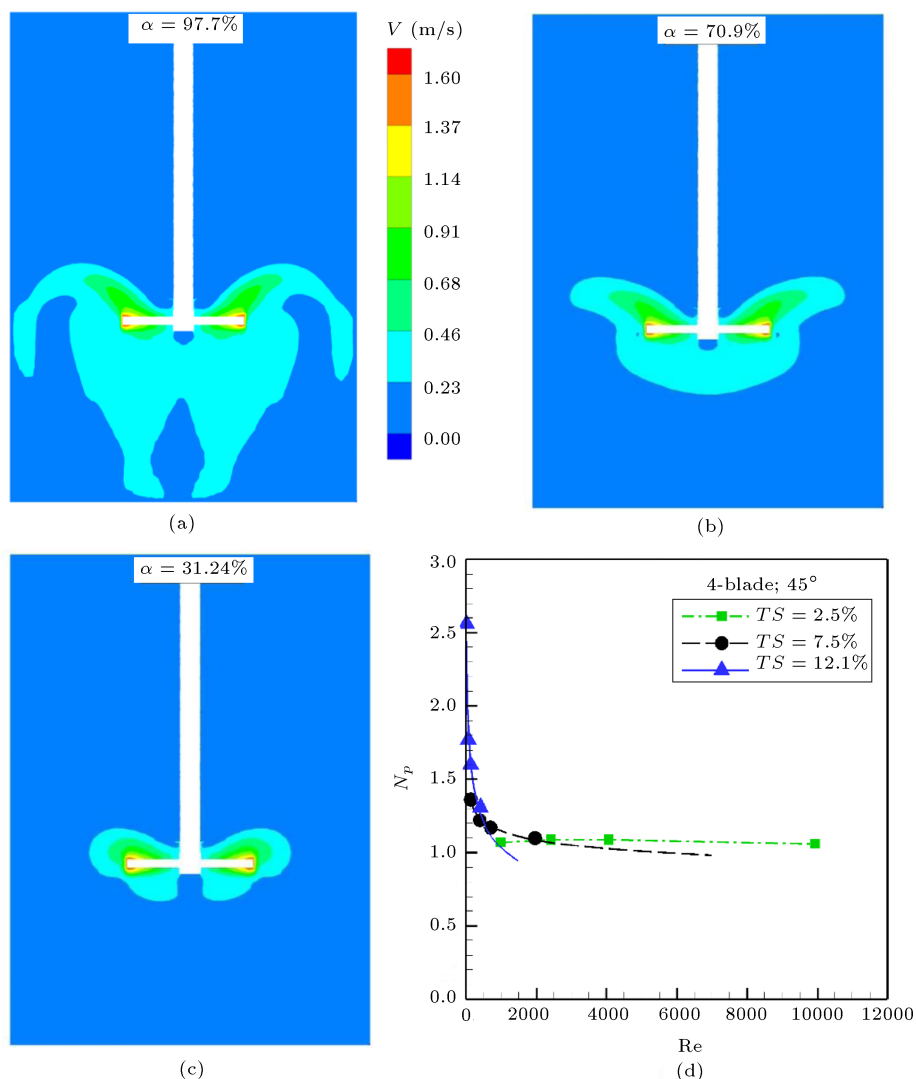 α = 97.7%
V (m/s)
1.60
1.37
1.14
0.91
0.68
0.46
0.23
0.00
(a)
α = 70.9%
(b)
α = 31.24%
(c)
3.0
2.5
2.0
1.5
1.0
0.5
0.0
N_p
4-blade; 45°
TS = 2.5%
TS = 7.5%
TS = 12.1%
0 2000 4000 6000 8000 10000 12000
Re
(d)